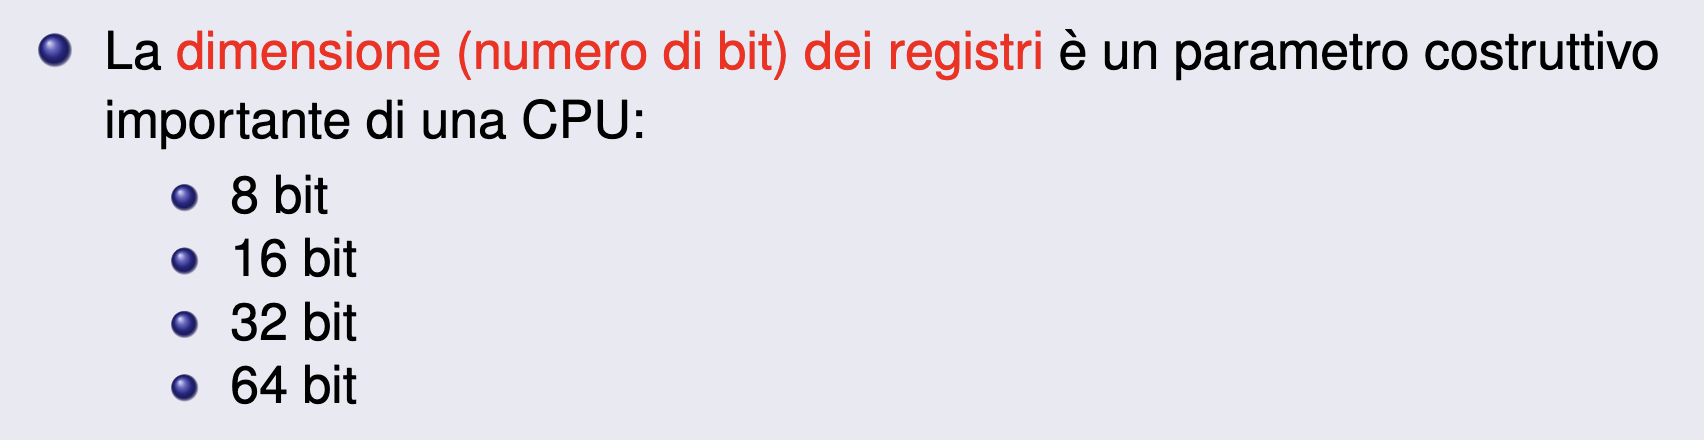 La dimensione (numero di bit) dei registri è un parametro costruttivo
importante di una CPU:
8 bit
16 bit
32 bit
64 bit